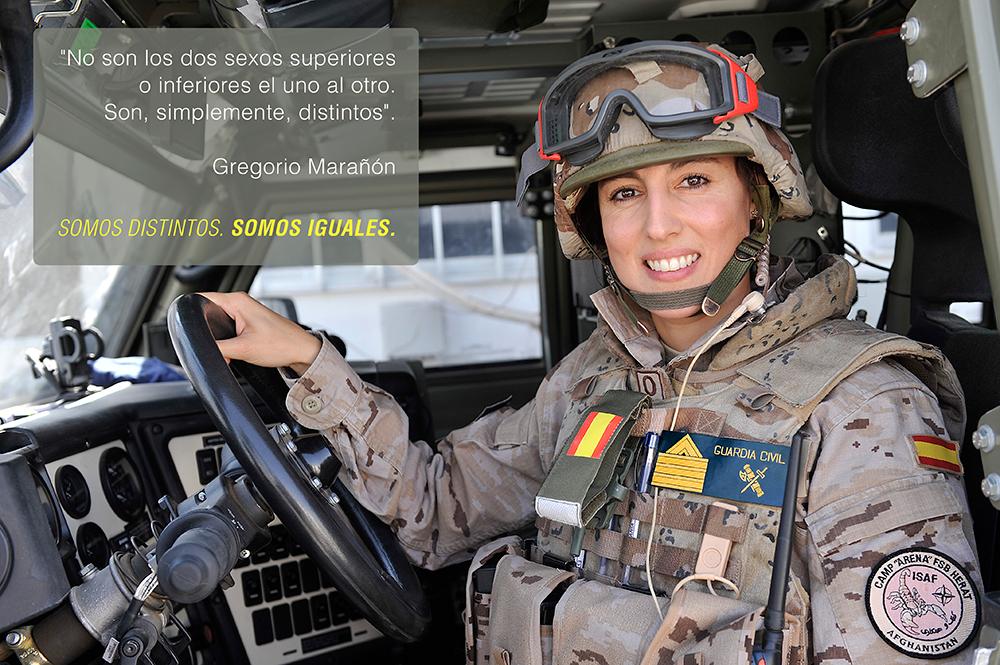 "No son los dos sexos superiores
o inferiores el uno al otro.
Son, simplemente, distintos".
Gregorio Marañón
SOMOS DISTINTOS. SOMOS IGUALES.
GUARDIA CIVIL
CAMP "ARENA" FSB HERAT
ISAF
AFGHANISTAN